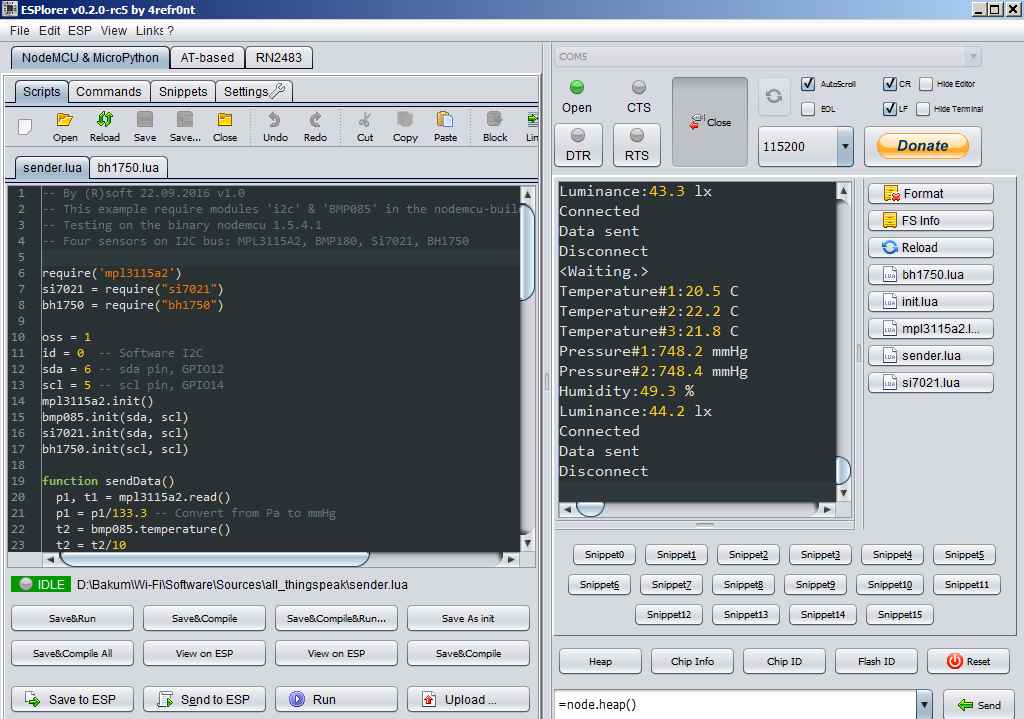 ESPlorer v0.2.0-rc5 by 4refr0nt
File Edit ESP View Links ?
NodeMCU & MicroPython AT-based RN2483
Scripts Commands Snippets Settings
Open Reload Save Save... Close Undo Redo Cut Copy Paste Block Lin
sender.lua bh1750.lua
1 -- By (R)soft 22.09.2016 v1.0
2 -- This example require modules 'i2c' & 'BMP085' in the nodemcu-buil
3 -- Testing on the binary nodemcu 1.5.4.1
4 -- Four sensors on I2C bus: MPL3115A2, BMP180, Si7021, BH1750
5
6 require('mpl3115a2')
7 si7021 = require("si7021")
8 bh1750 = require("bh1750")
9
10 oss = 1
11 id = 0 -- Software I2C
12 sda = 6 -- sda pin, GPIO12
13 scl = 5 -- scl pin, GPIO14
14 mpl3115a2.init()
15 bmp085.init(sda, scl)
16 si7021.init(sda, scl)
17 bh1750.init(scl, scl)
18
19 function sendData()
20 p1, t1 = mpl3115a2.read()
21 p1 = p1/133.3 -- Convert from Pa to mmHg
22 t2 = bmp085.temperature()
23 t2 = t2/10
IDLE D:\Bakum\Wi-Fi\Software\Sources\all_thingspeak\sender.lua
Save&Run Save&Compile Save&Compile&Run... Save As init
Save&Compile All View on ESP View on ESP Save&Compile
Save to ESP Send to ESP Run Upload ...
COM5
Open CTS Close AutoScroll CR Hide Editor
EOL LF Hide Terminal
DTR RTS 115200 Donate
Luminance:43.3 lx
Connected
Data sent
Disconnect
<Waiting.>
Temperature#1:20.5 C
Temperature#2:22.2 C
Temperature#3:21.8 C
Pressure#1:748.2 mmHg
Pressure#2:748.4 mmHg
Humidity:49.3 %
Luminance:44.2 lx
Connected
Data sent
Disconnect
Format
FS Info
Reload
bh1750.lua
init.lua
mpl3115a2.l...
sender.lua
si7021.lua
Snippet0 Snippet1 Snippet2 Snippet3 Snippet4 Snippet5
Snippet6 Snippet7 Snippet8 Snippet9 Snippet10 Snippet11
Snippet12 Snippet13 Snippet14 Snippet15
Heap Chip Info Chip ID Flash ID Reset
=node.heap() Send